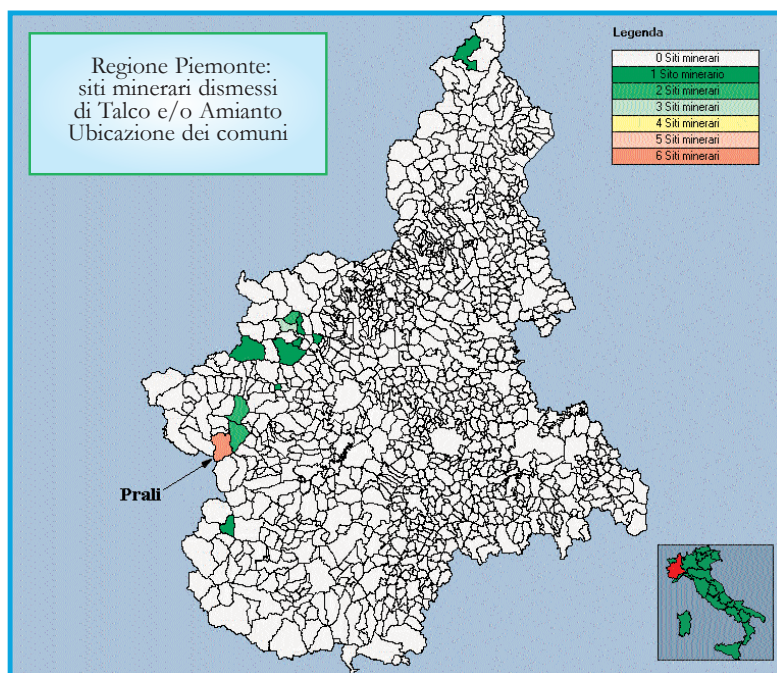 Regione Piemonte:
siti minerari dismessi
di Talco e/o Amianto
Ubicazione dei comuni
Legenda
0 Siti minerari
1 Sito minerario
2 Siti minerari
3 Siti minerari
4 Siti minerari
5 Siti minerari
6 Siti minerari
Prali